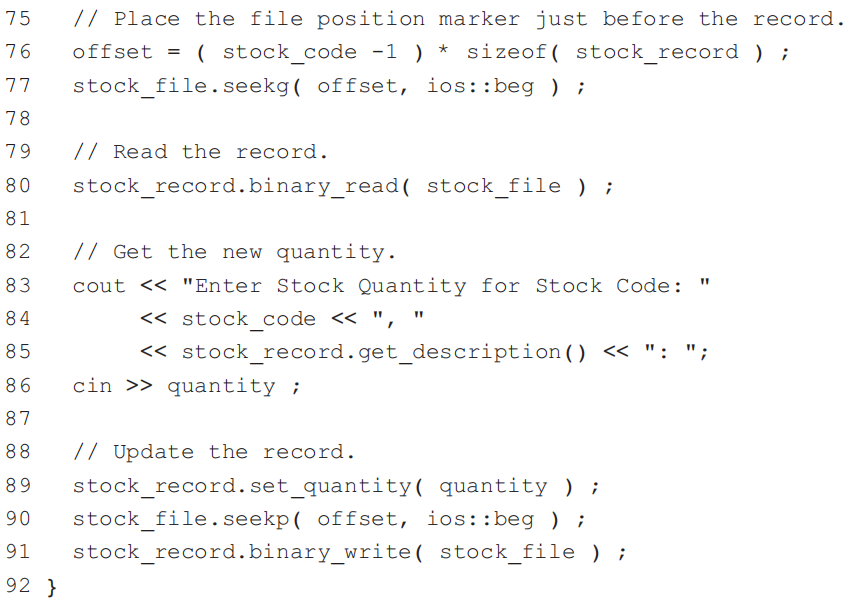 75   // Place the file position marker just before the record.
76   offset = ( stock_code -1 ) * sizeof( stock_record ) ;
77   stock_file.seekg( offset, ios::beg ) ;
78
79   // Read the record.
80   stock_record.binary_read( stock_file ) ;
81
82   // Get the new quantity.
83   cout << "Enter Stock Quantity for Stock Code: "
84        << stock_code << ", "
85        << stock_record.get_description() << ": ";
86   cin >> quantity ;
87
88   // Update the record.
89   stock_record.set_quantity( quantity ) ;
90   stock_file.seekp( offset, ios::beg ) ;
91   stock_record.binary_write( stock_file ) ;
92 }